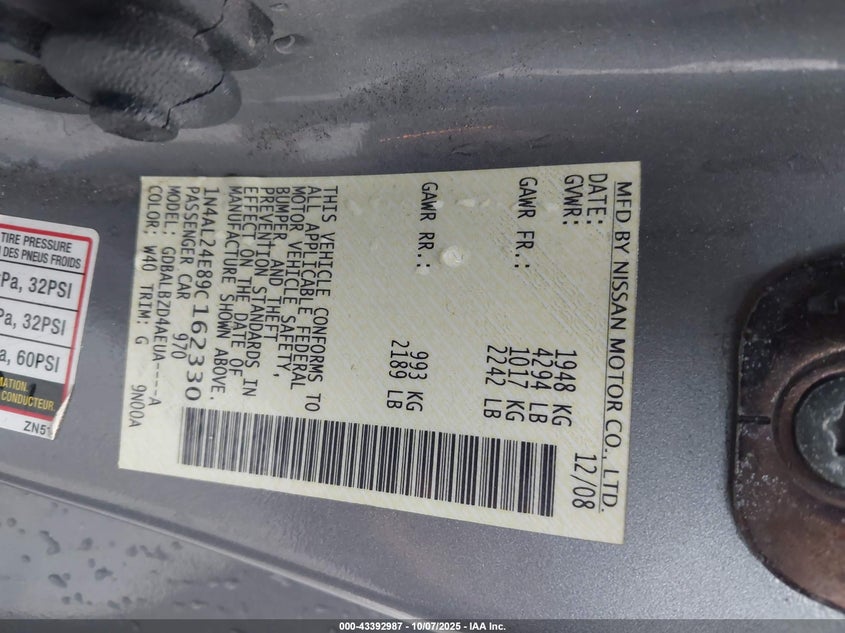 MFD BY NISSAN MOTOR CO., LTD.
DATE: 12/08
GVWR: 1948 KG
4294 LB
GAWR FR.: 1017 KG
2242 LB
GAWR RR.: 993 KG
2189 LB
THIS VEHICLE CONFORMS TO
ALL APPLICABLE FEDERAL
MOTOR VEHICLE SAFETY,
BUMPER, AND THEFT
PREVENTION STANDARDS IN
EFFECT ON THE DATE OF
MANUFACTURE SHOWN ABOVE.
1N4AL24E89C162330
PASSENGER CAR 970
MODEL: GDBALBZD4AEUA----A
COLOR: W40 TRIM: G 9N00A
TIRE PRESSURE
DES PNEUS FROIDS
Pa, 32PSI
Pa, 32PSI
a, 60PSI
MATION.
CONDUCTEUR.
ZN51
000-43392987 - 10/07/2025 - IAA Inc.